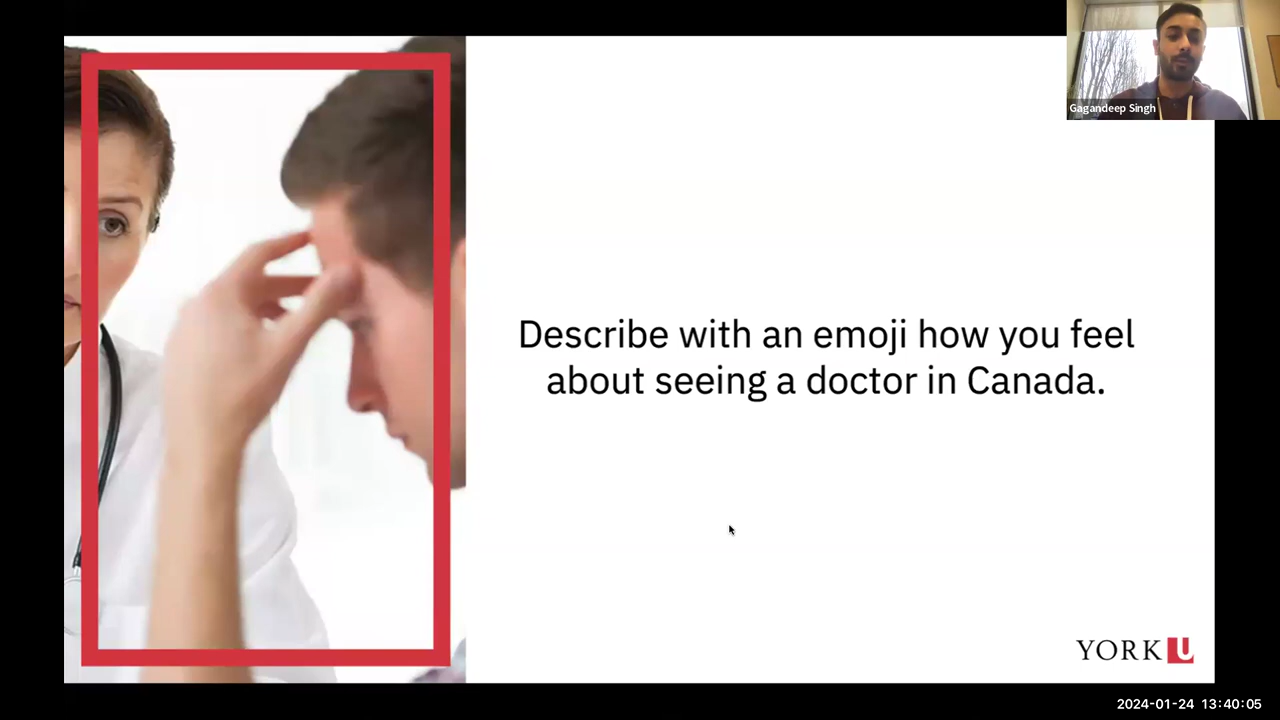 Gagandeep Singh
Describe with an emoji how you feel
about seeing a doctor in Canada.
YORK U
2024-01-24 13:40:05